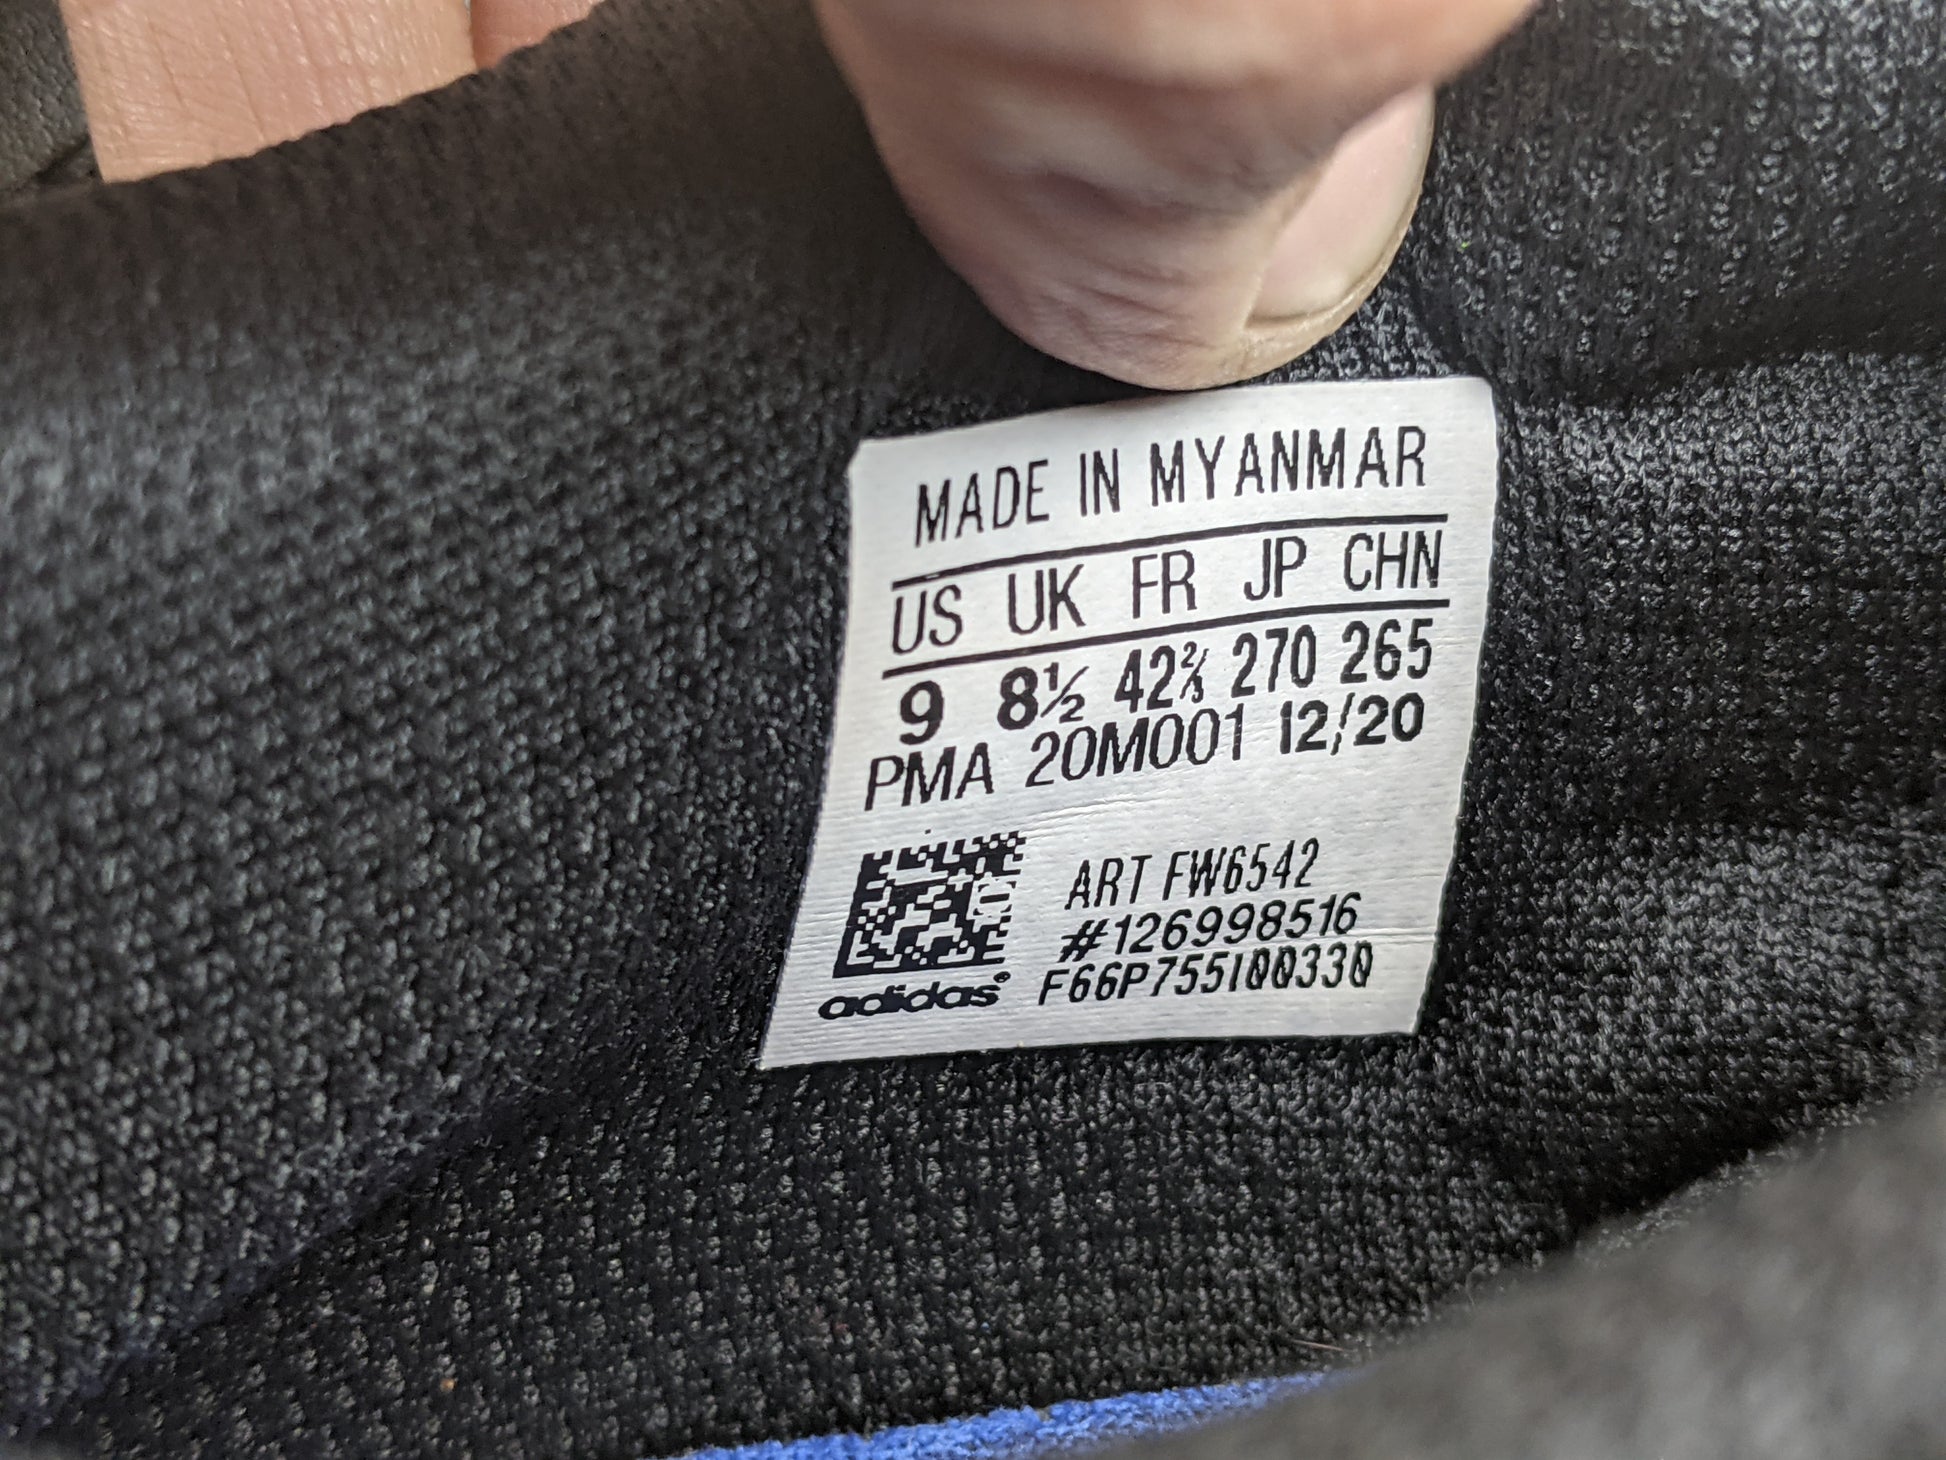 MADE IN MYANMAR
US UK FR JP CHN
9 8½ 42⅔ 270 265
PMA 20M001 12/20
ART FW6542
#126998516
F66P755I00330
adidas